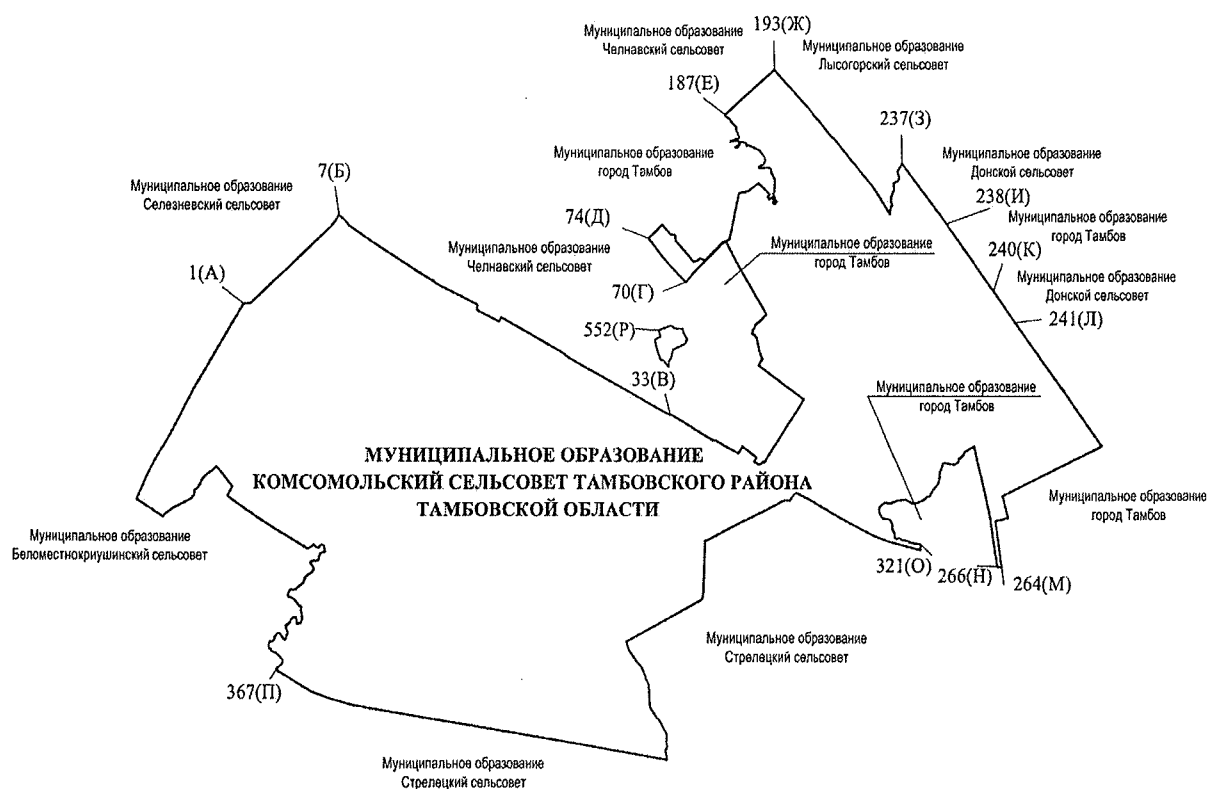 193(Ж)
Муниципальное образование
Челнавский сельсовет
Муниципальное образование
Лысогорский сельсовет
187(Е)
237(З)
Муниципальное образование
город Тамбов
Муниципальное образование
Донской сельсовет
7(Б)
Муниципальное образование
Селезневский сельсовет
238(И)
Муниципальное образование
город Тамбов
74(Д)
Муниципальное образование
Челнавский сельсовет
Муниципальное образование
город Тамбов
240(К)
1(А)
Муниципальное образование
Донской сельсовет
70(Г)
241(Л)
552(Р)
33(В)
Муниципальное образование
город Тамбов
МУНИЦИПАЛЬНОЕ ОБРАЗОВАНИЕ
КОМСОМОЛЬСКИЙ СЕЛЬСОВЕТ ТАМБОВСКОГО РАЙОНА
ТАМБОВСКОЙ ОБЛАСТИ
Муниципальное образование
город Тамбов
Муниципальное образование
Беломестнокриушинский сельсовет
321(О)
266(Н)
264(М)
Муниципальное образование
Стрелецкий сельсовет
367(П)
Муниципальное образование
Стрелецкий сельсовет